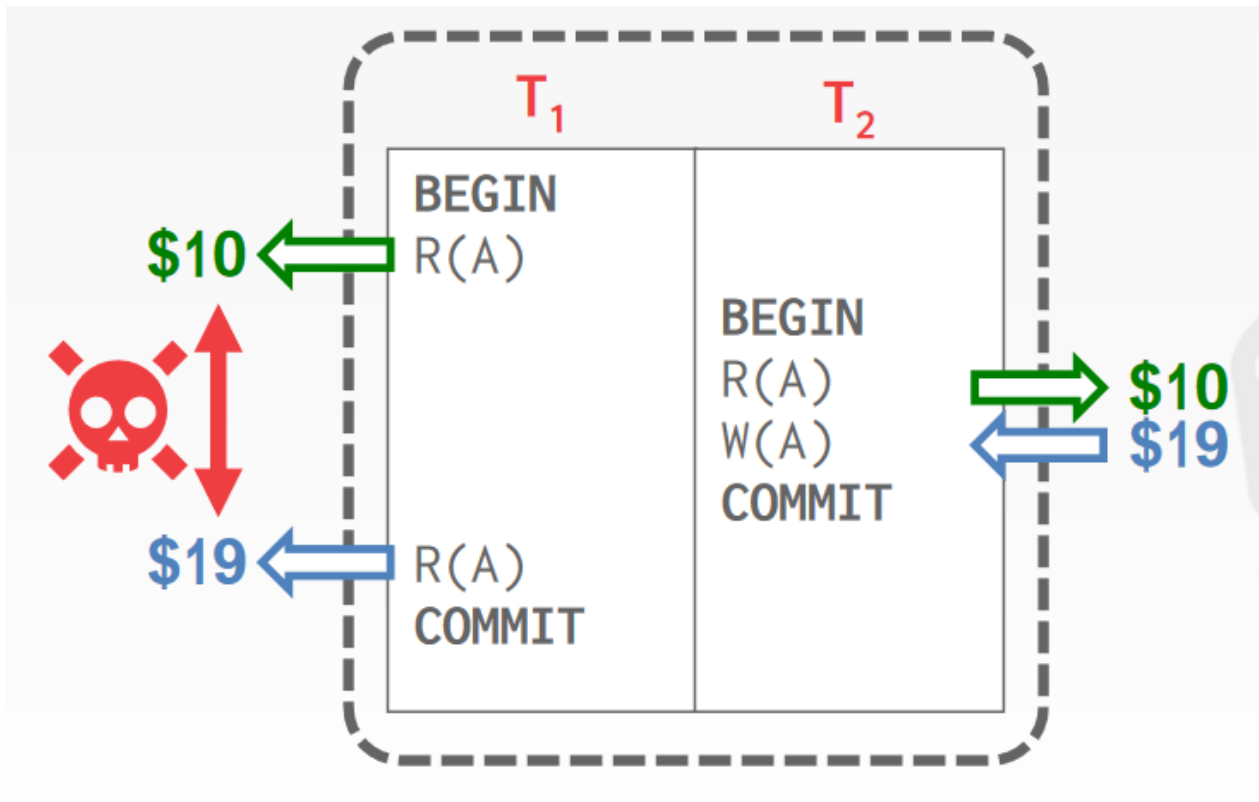 T1
T2
BEGIN
$10
R(A)
BEGIN
R(A)
$10
W(A)
$19
COMMIT
$19
R(A)
COMMIT